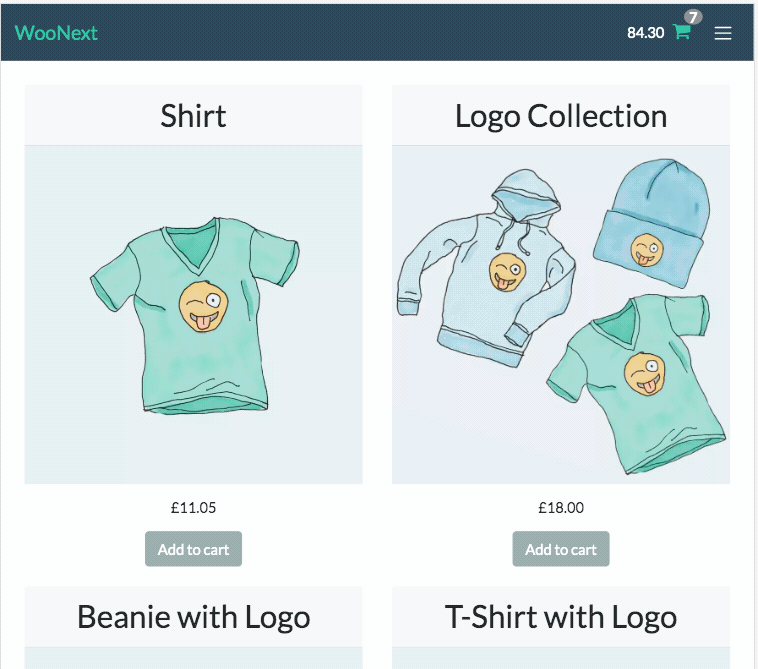 WooNext
84.30 7
Shirt
Logo Collection
£11.05
£18.00
Add to cart
Add to cart
Beanie with Logo
T-Shirt with Logo